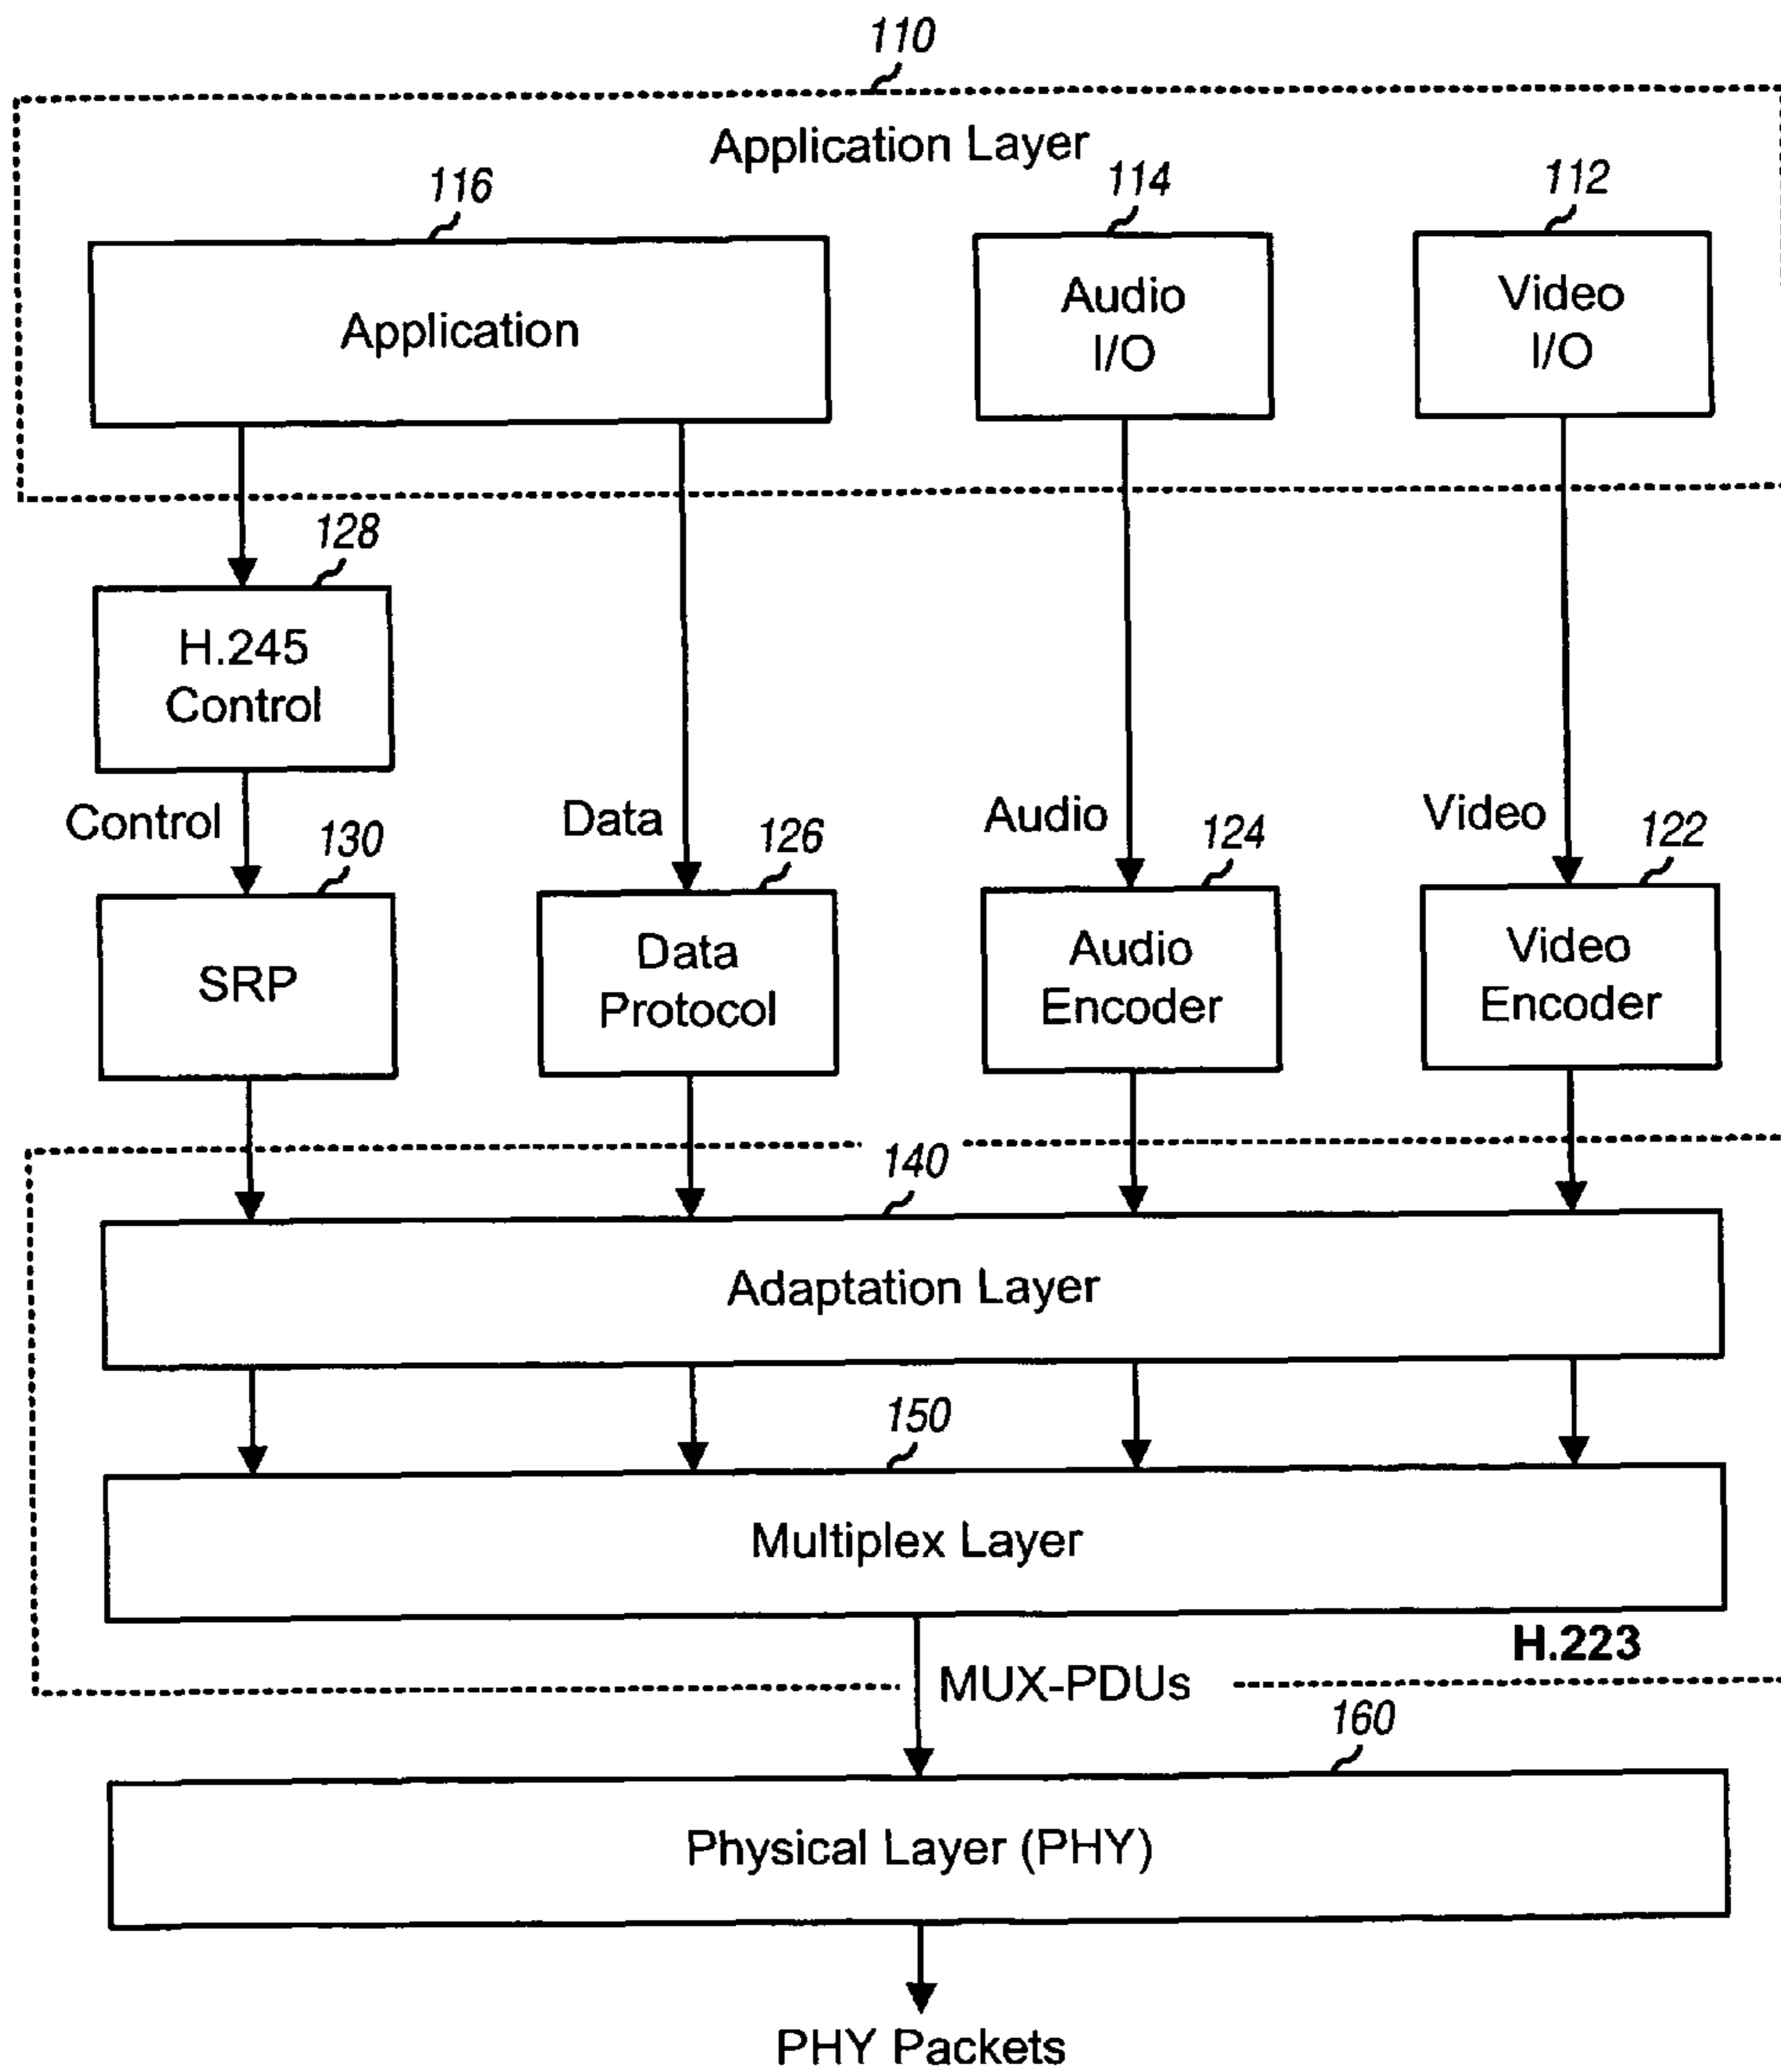 110
Application Layer
116
114
112
Application
Audio
I/O
Video
I/O
128
H.245
Control
Control
Data
Audio
Video
130
126
124
122
SRP
Data
Protocol
Audio
Encoder
Video
Encoder
140
Adaptation Layer
150
Multiplex Layer
H.223
MUX-PDUs
160
Physical Layer (PHY)
PHY Packets